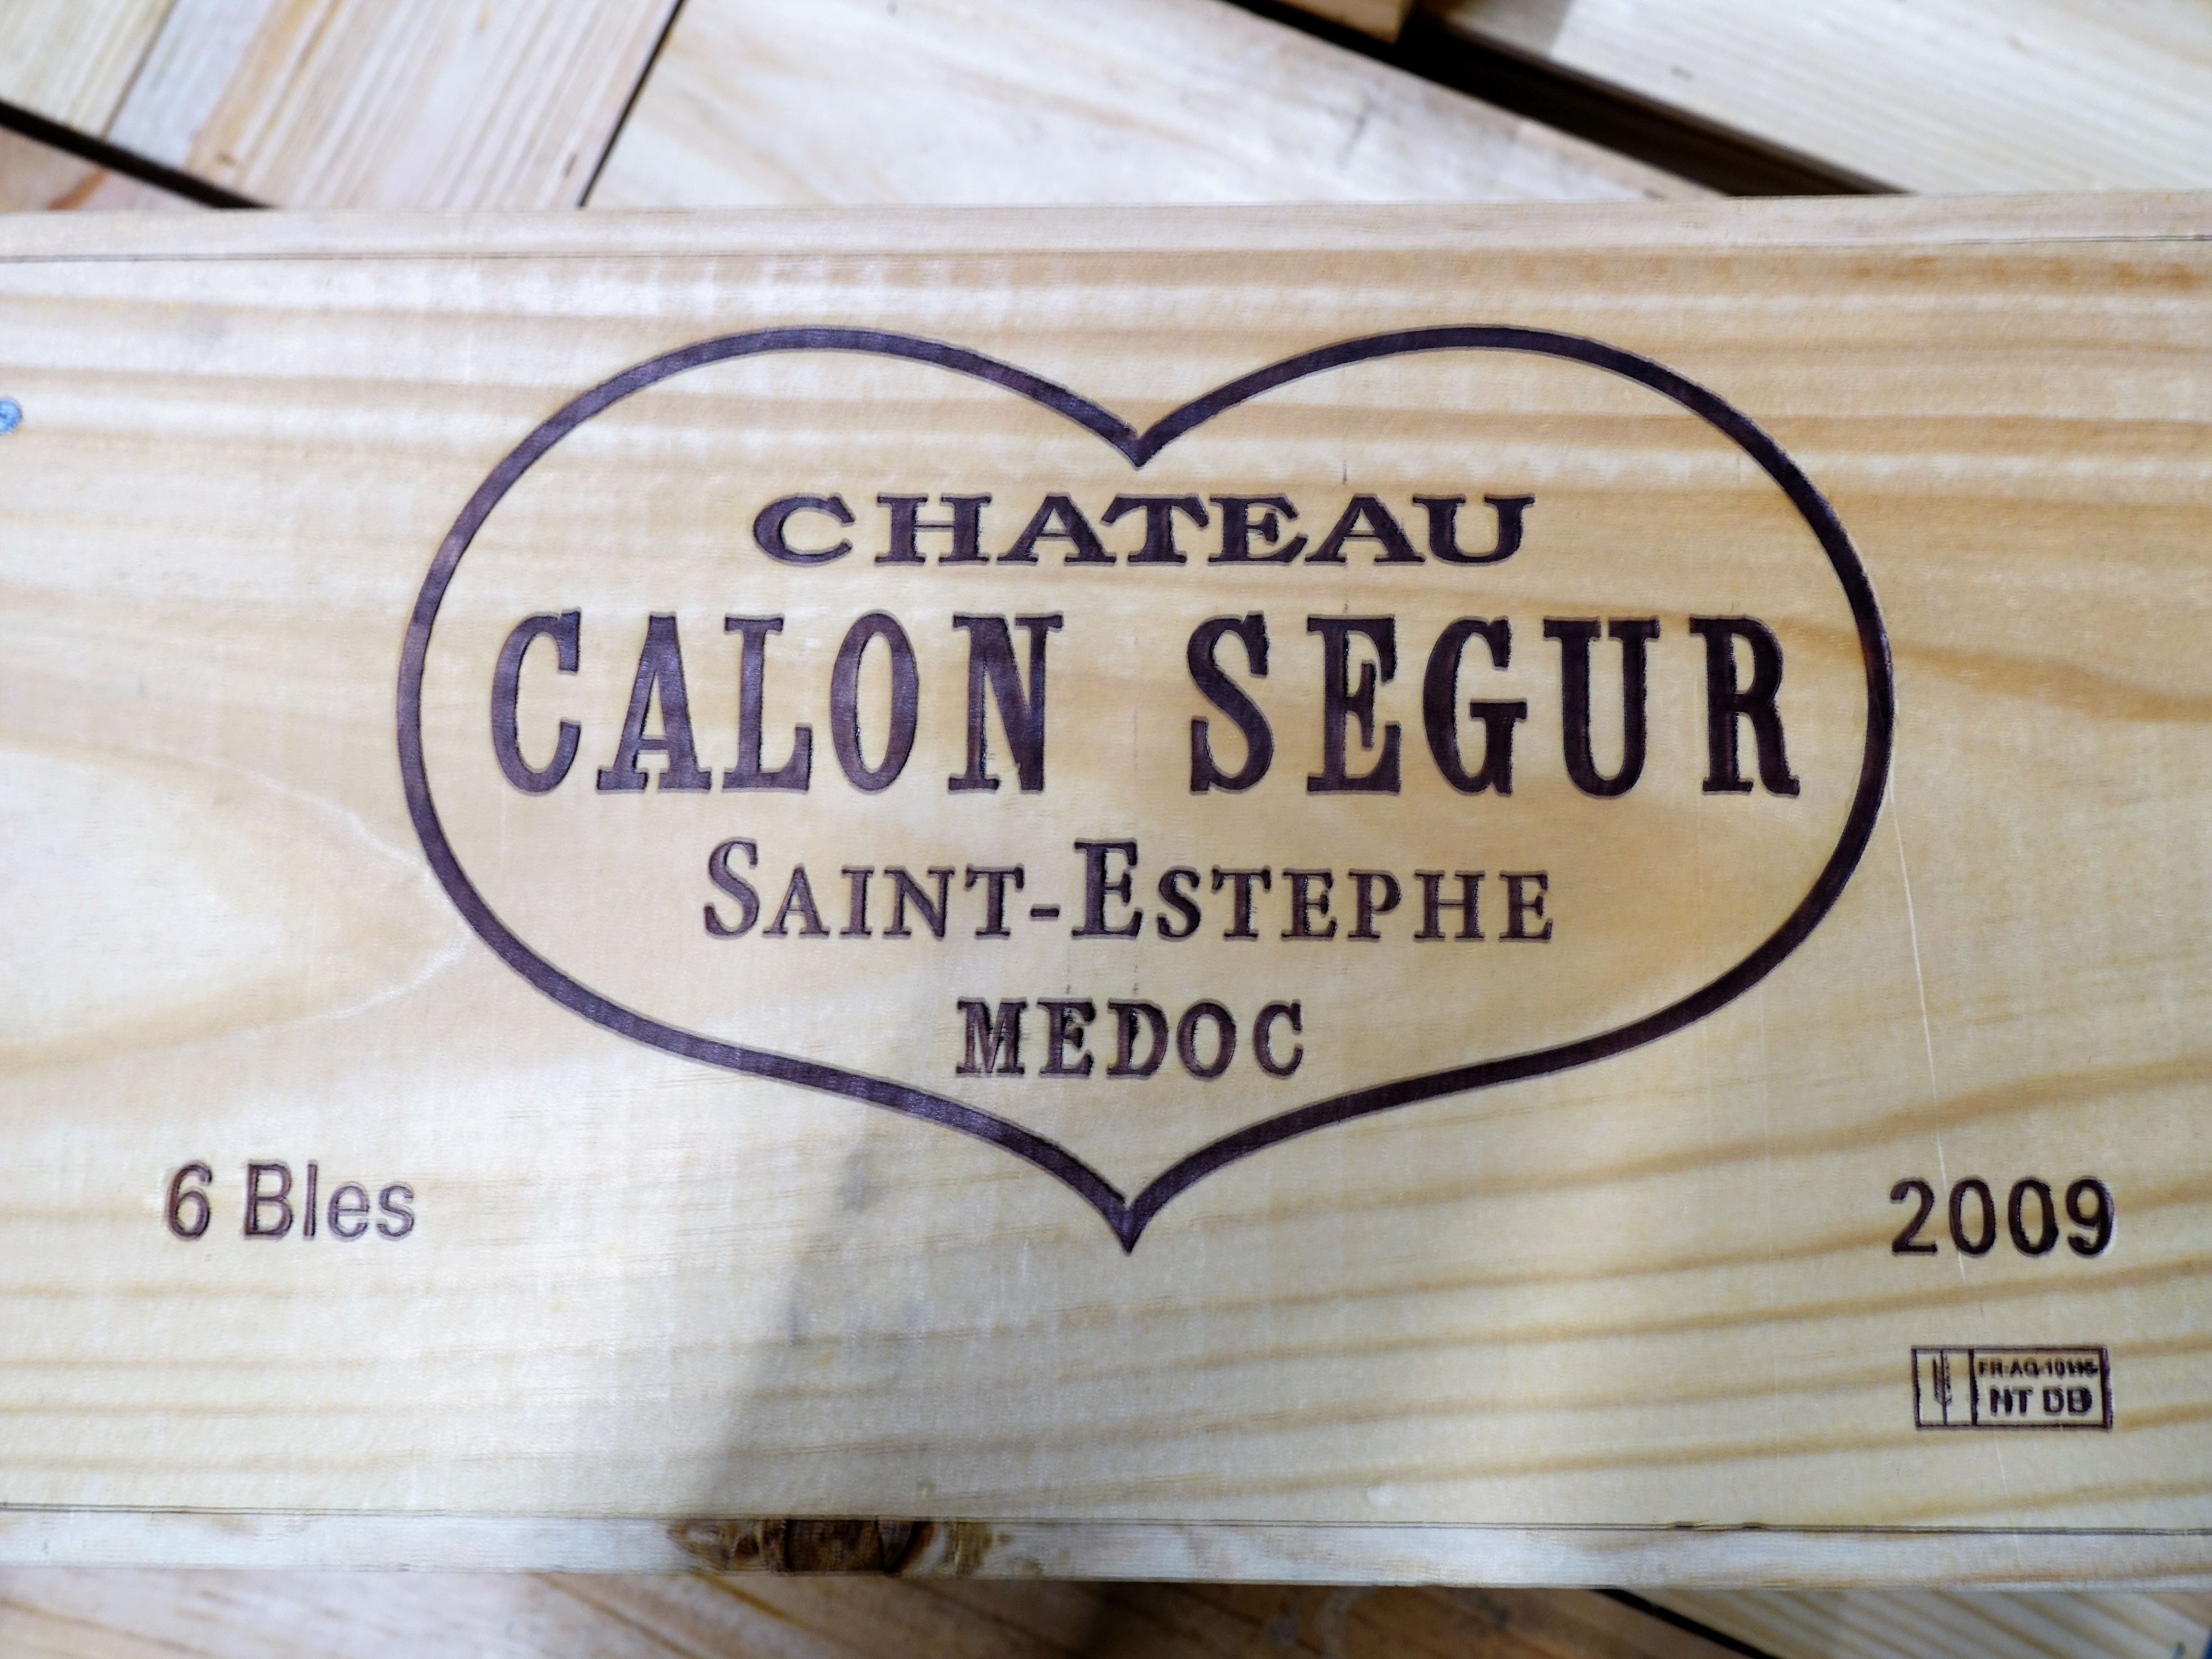 CHATEAU
CALON SEGUR
SAINT-ESTEPHE
MEDOC
6 Bles
2009